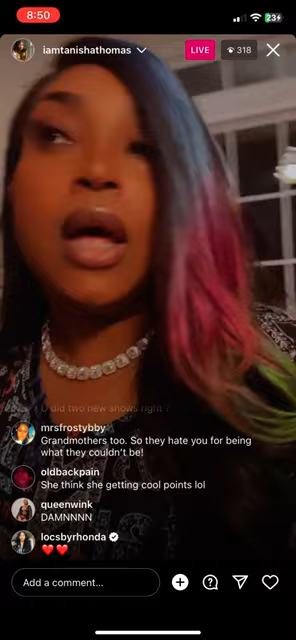 8:50
23
iamtanishathomas
LIVE
318
U did two new shows right ?
mrsfrostybby
Grandmothers too. So they hate you for being
what they couldn't be!
oldbackpain
She think she getting cool points lol
queenwink
DAMNNNN
locsbyrhonda
Add a comment...